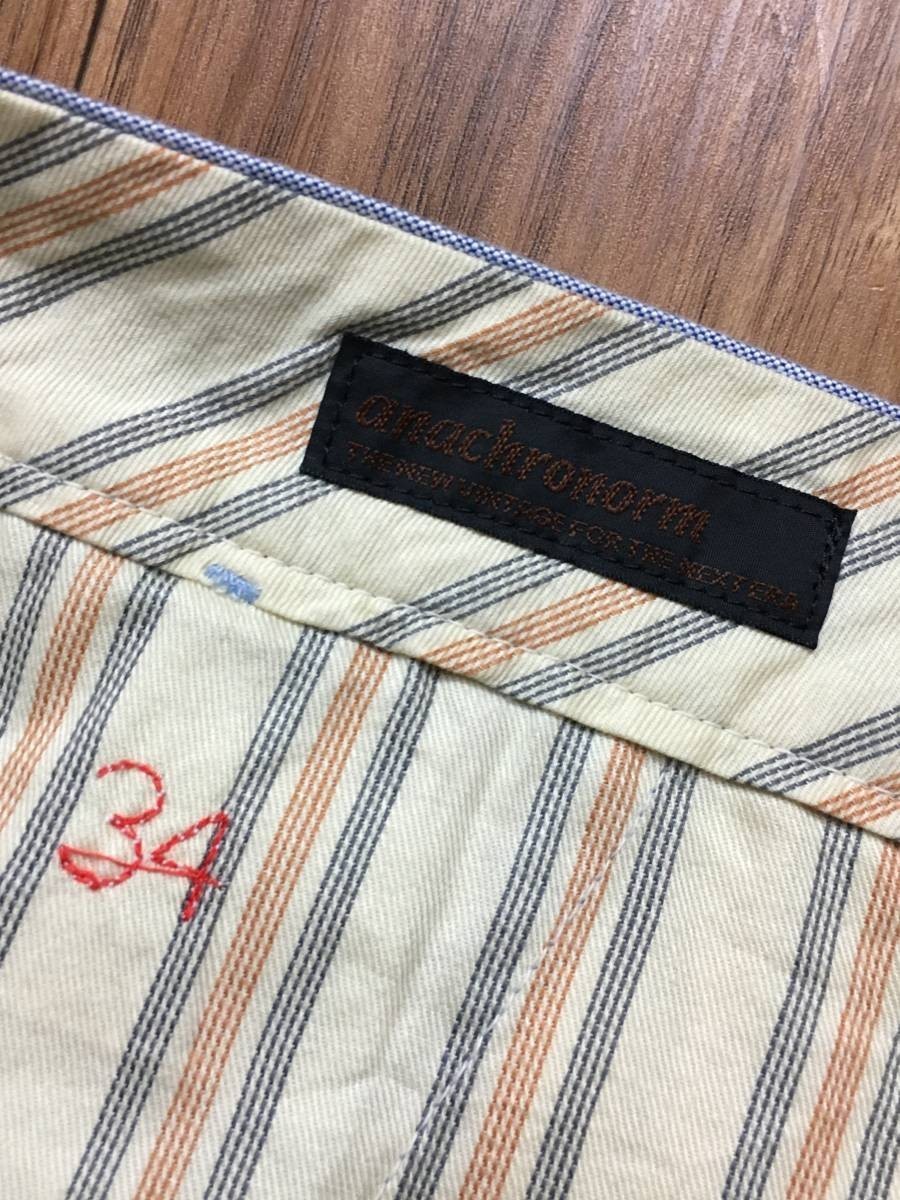 anachronorm
THE NEW VINTAGE FOR THE NEXT ERA
34